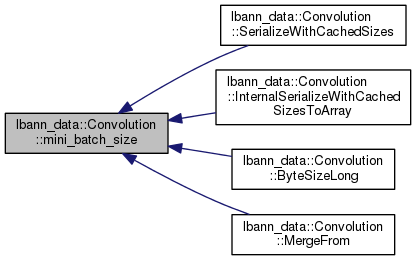 lbann_data::Convolution
::SerializeWithCachedSizes
lbann_data::Convolution
::InternalSerializeWithCached
SizesToArray
lbann_data::Convolution
::mini_batch_size
lbann_data::Convolution
::ByteSizeLong
lbann_data::Convolution
::MergeFrom